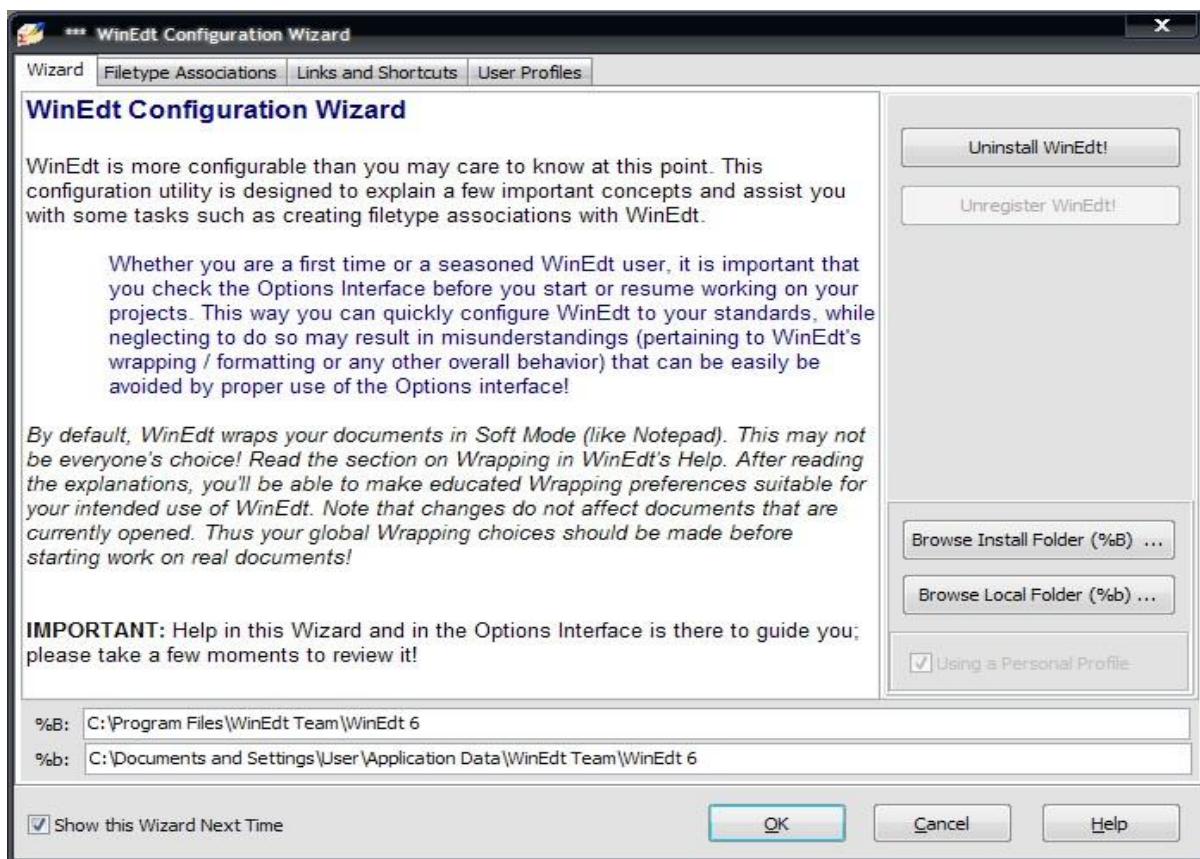 *** WinEdt Configuration Wizard
X
Wizard
Filetype Associations
Links and Shortcuts
User Profiles
WinEdt Configuration Wizard
WinEdt is more configurable than you may care to know at this point. This
configuration utility is designed to explain a few important concepts and assist you
with some tasks such as creating filetype associations with WinEdt.
Whether you are a first time or a seasoned WinEdt user, it is important that
you check the Options Interface before you start or resume working on your
projects. This way you can quickly configure WinEdt to your standards, while
neglecting to do so may result in misunderstandings (pertaining to WinEdt's
wrapping / formatting or any other overall behavior) that can be easily be
avoided by proper use of the Options interface!
By default, WinEdt wraps your documents in Soft Mode (like Notepad). This may not
be everyone's choice! Read the section on Wrapping in WinEdt's Help. After reading
the explanations, you'll be able to make educated Wrapping preferences suitable for
your intended use of WinEdt. Note that changes do not affect documents that are
currently opened. Thus your global Wrapping choices should be made before
starting work on real documents!
IMPORTANT: Help in this Wizard and in the Options Interface is there to guide you;
please take a few moments to review it!
Uninstall WinEdt!
Unregister WinEdt!
Browse Install Folder (%B) ...
Browse Local Folder (%b) ...
Using a Personal Profile
%B: C:\Program Files\WinEdt Team\WinEdt 6
%b: C:\Documents and Settings\User\Application Data\WinEdt Team\WinEdt 6
Show this Wizard Next Time
OK
Cancel
Help